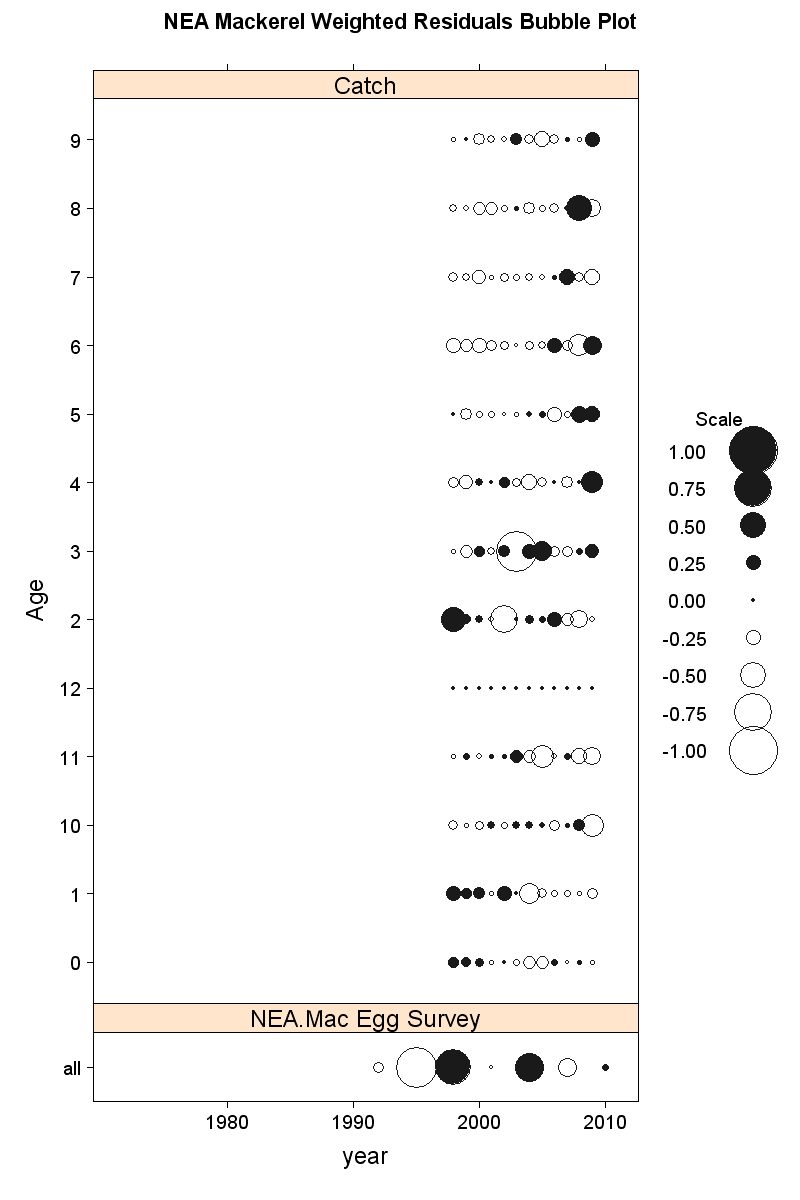 NEA Mackerel Weighted Residuals Bubble Plot
Catch
9
8
7
6
5
4
3
2
12
11
10
1
0
Age
NEA.Mac Egg Survey
all
1980 1990 2000 2010
year
Scale
1.00
0.75
0.50
0.25
0.00
-0.25
-0.50
-0.75
-1.00